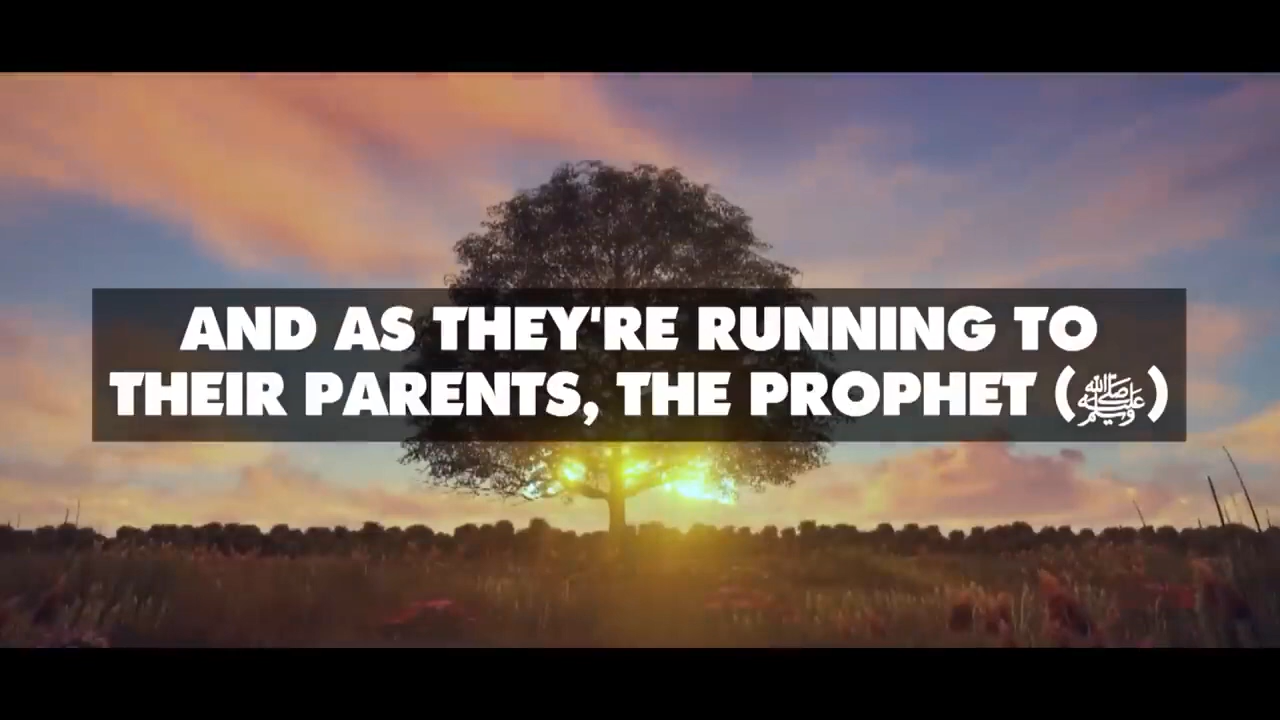 AND AS THEY'RE RUNNING TO
THEIR PARENTS, THE PROPHET (ﷺ)